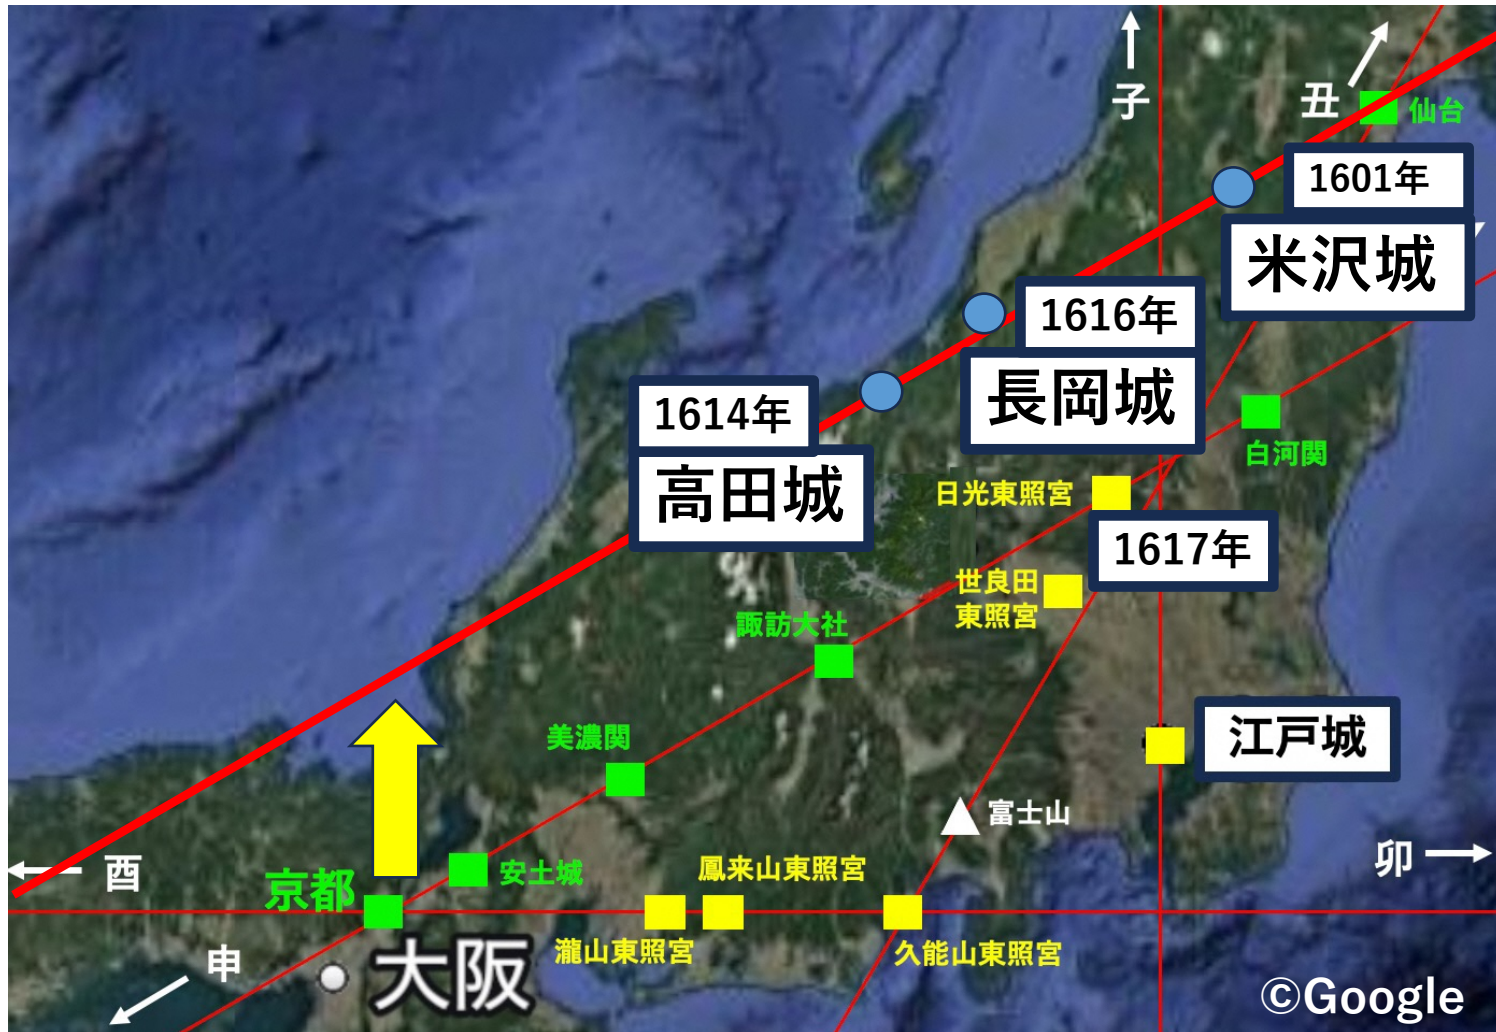 子
丑
仙台
1601年
米沢城
1616年
長岡城
1614年
高田城
白河関
日光東照宮
1617年
世良田
東照宮
諏訪大社
江戸城
美濃関
富士山
卯
酉
安土城
鳳来山東照宮
京都
瀧山東照宮
久能山東照宮
申
大阪
©Google